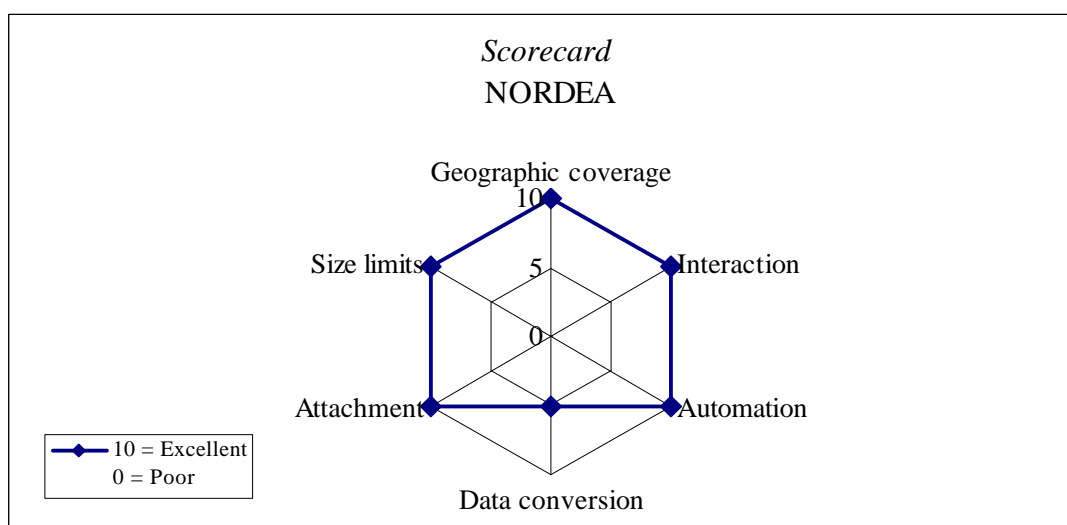 Scorecard
NORDEA
Geographic coverage
10
Size limits
5
Interaction
0
Attachment
Automation
10 = Excellent
0 = Poor
Data conversion